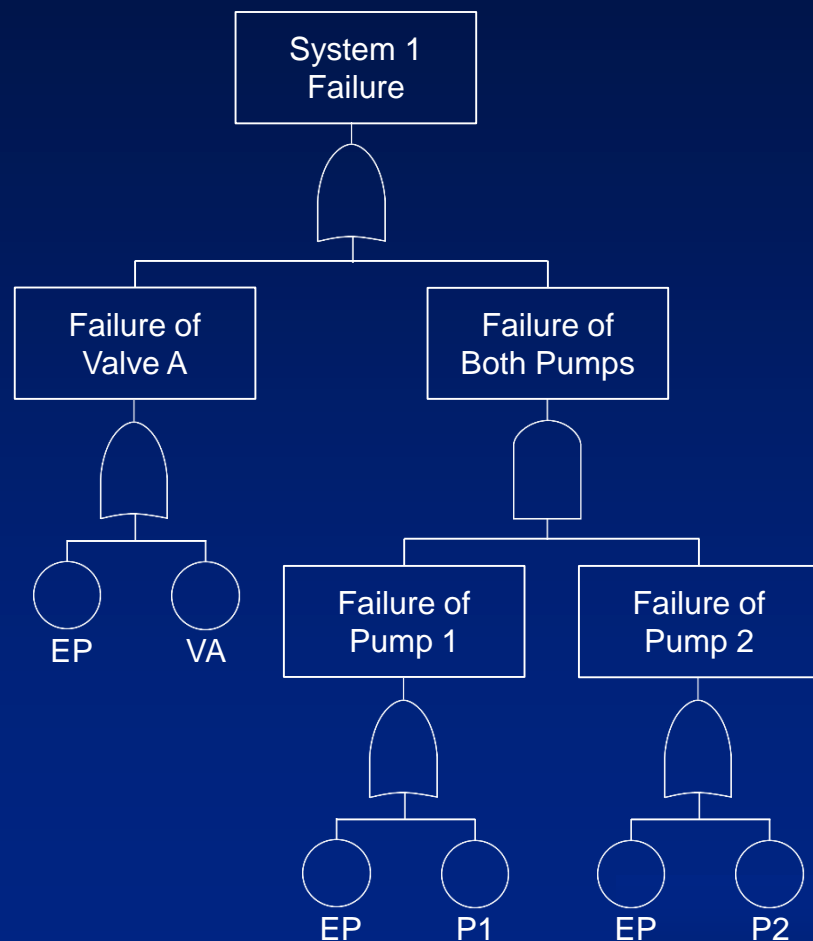 System 1
Failure
Failure of
Valve A
Failure of
Both Pumps
EP
VA
Failure of
Pump 1
Failure of
Pump 2
EP
P1
EP
P2